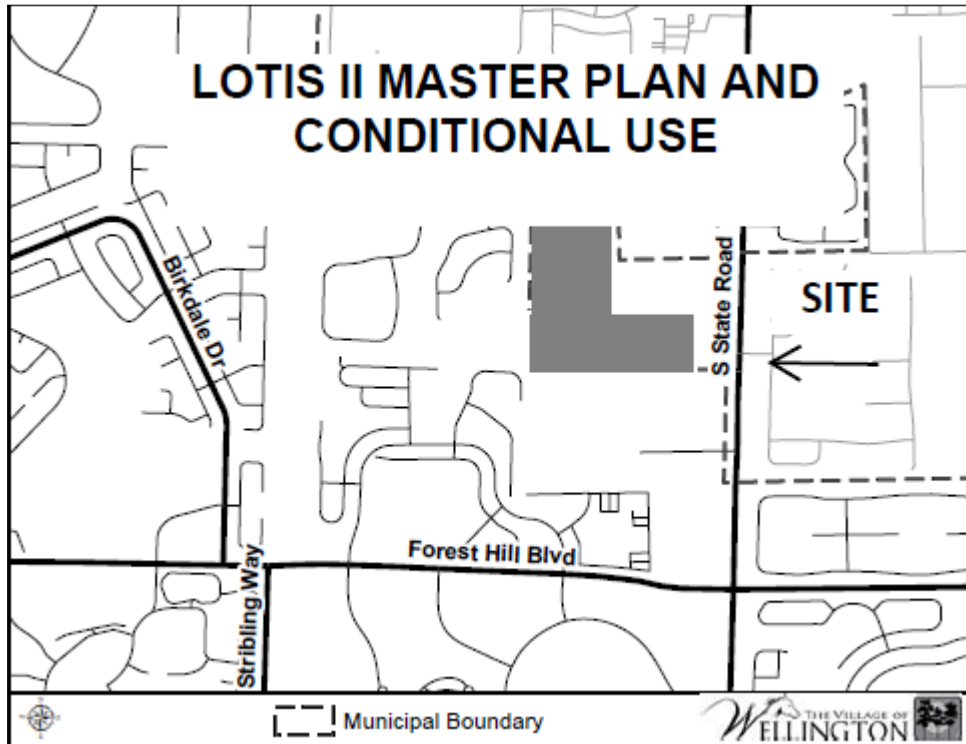 LOTIS II MASTER PLAN AND
CONDITIONAL USE
Birkdale Dr
S State Road
SITE
Forest Hill Blvd
Stribling Way
Municipal Boundary
THE VILLAGE OF
WELLINGTON